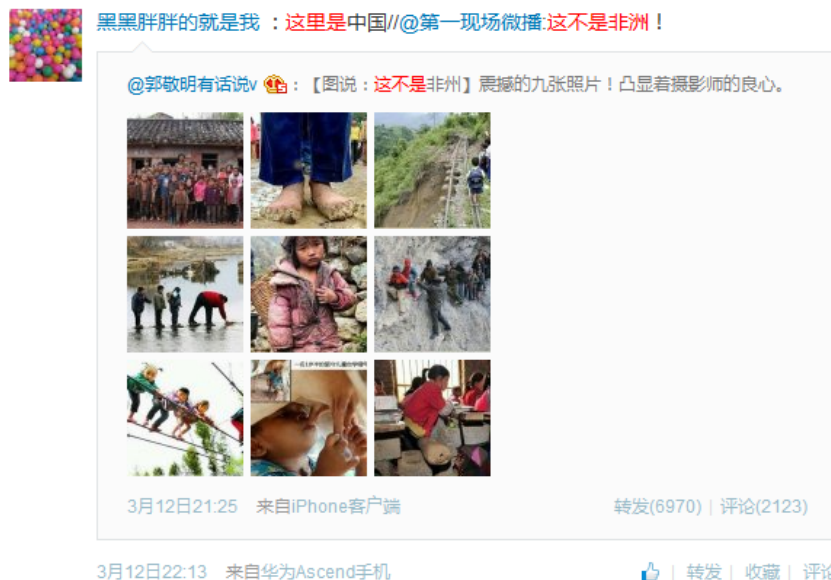 黑黑胖胖的就是我 ：这里是中国//@第一现场微播:这不是非洲！
@郭敬明有话说v ：【图说：这不是非州】震撼的九张照片！凸显着摄影师的良心。
3月12日21:25 来自iPhone客户端 转发(6970) | 评论(2123)
3月12日22:13 来自华为Ascend手机 | 转发 | 收藏 | 评论